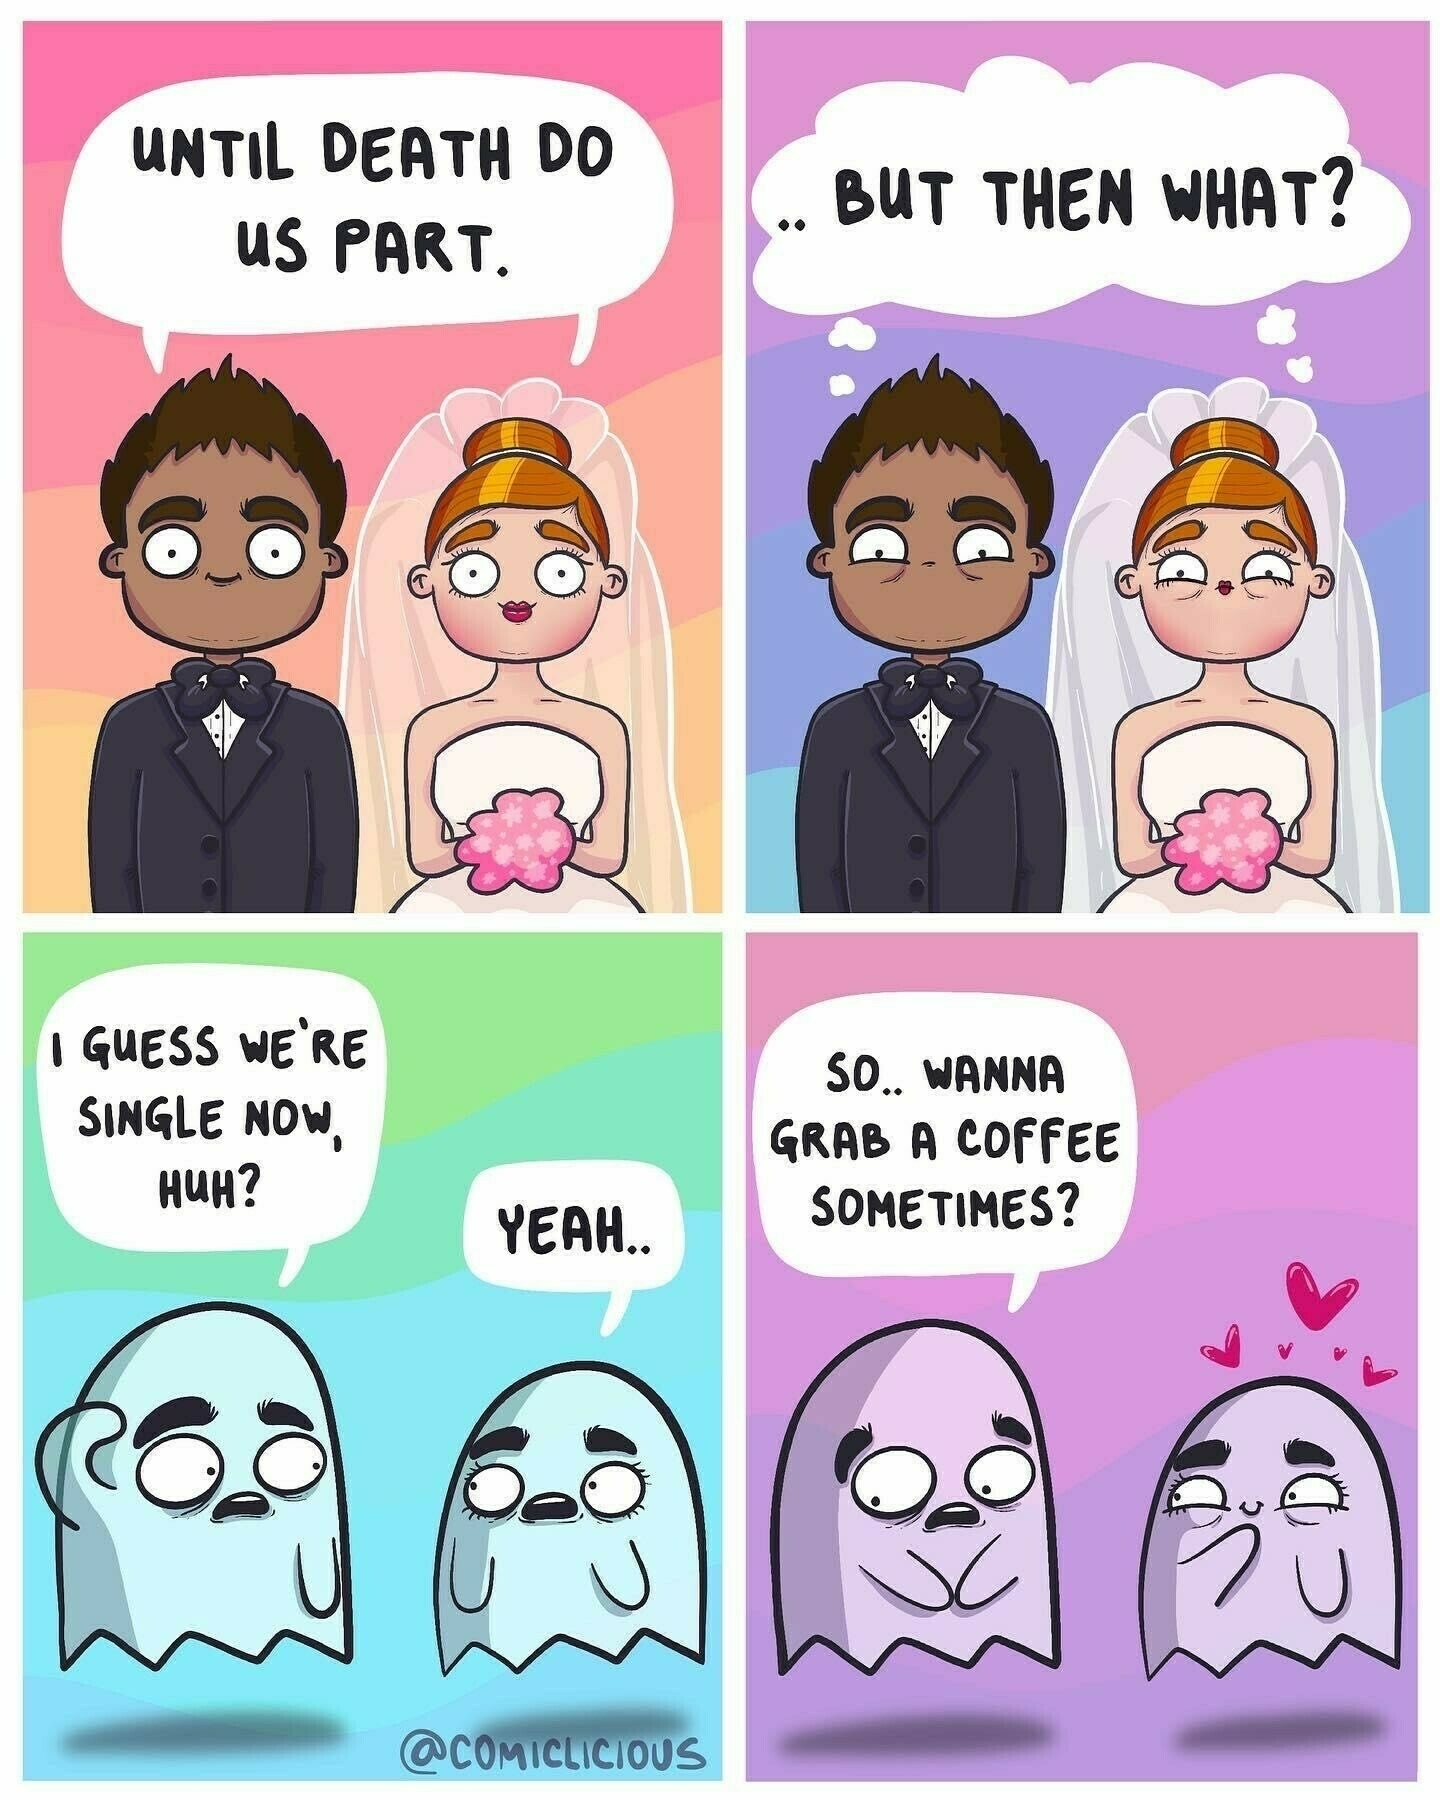 UNTIL DEATH DO
US PART.
.. BUT THEN WHAT?
I GUESS WE'RE
SINGLE NOW,
HUH?
YEAH..
SO.. WANNA
GRAB A COFFEE
SOMETIMES?
@COMICLICIOUS